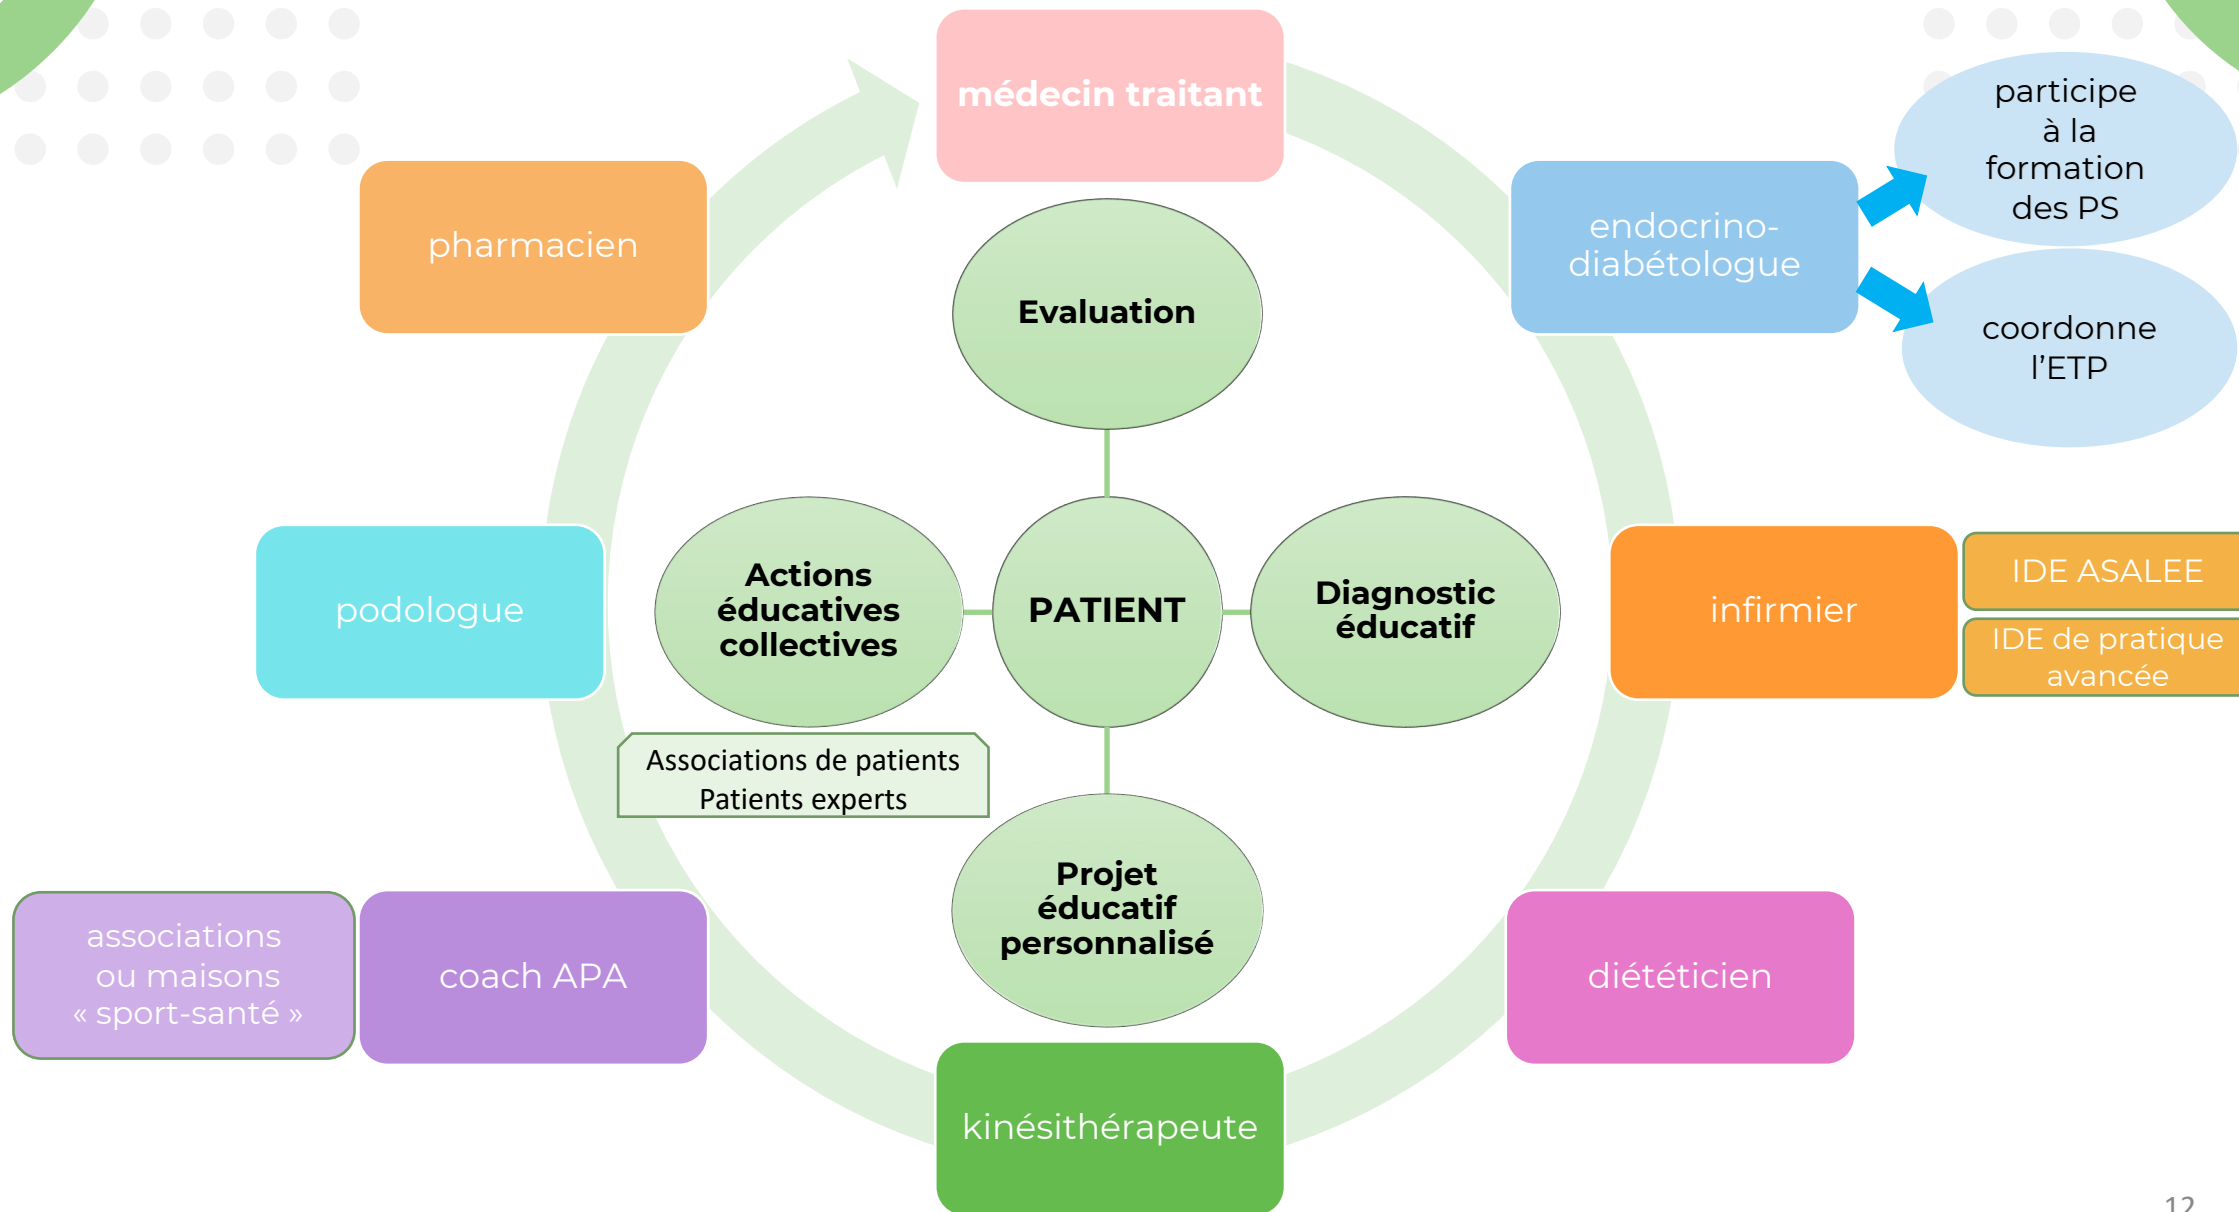 médecin traitant
participe
à la
formation
des PS
pharmacien
endocrino-
diabétologue
Evaluation
coordonne
l’ETP
Actions
éducatives
collectives
PATIENT
Diagnostic
éducatif
podologue
infirmier
IDE ASALEE
IDE de pratique
avancée
Associations de patients
Patients experts
Projet
éducatif
personnalisé
associations
ou maisons
« sport-santé »
coach APA
diététicien
kinésithérapeute
12